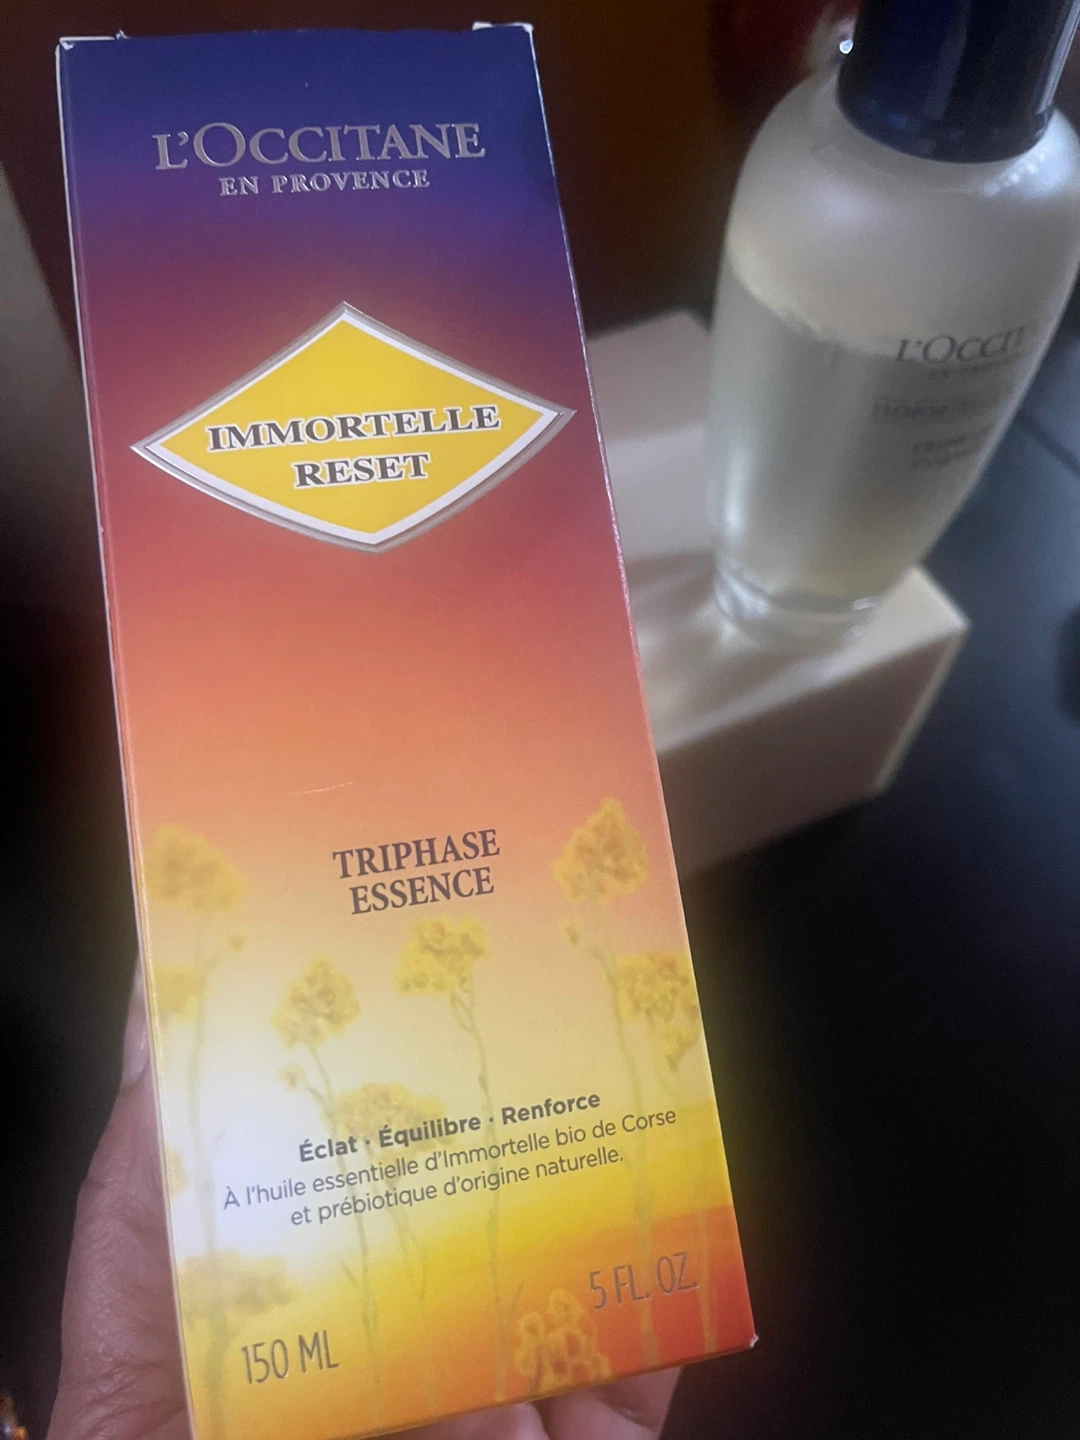 L'OCCITANE
EN PROVENCE
IMMORTELLE
RESET
TRIPHASE
ESSENCE
Éclat · Équilibre · Renforce
À l'huile essentielle d'Immortelle bio de Corse
et prébiotique d'origine naturelle.
150 ML
5 FL. OZ.
L'OCCIT